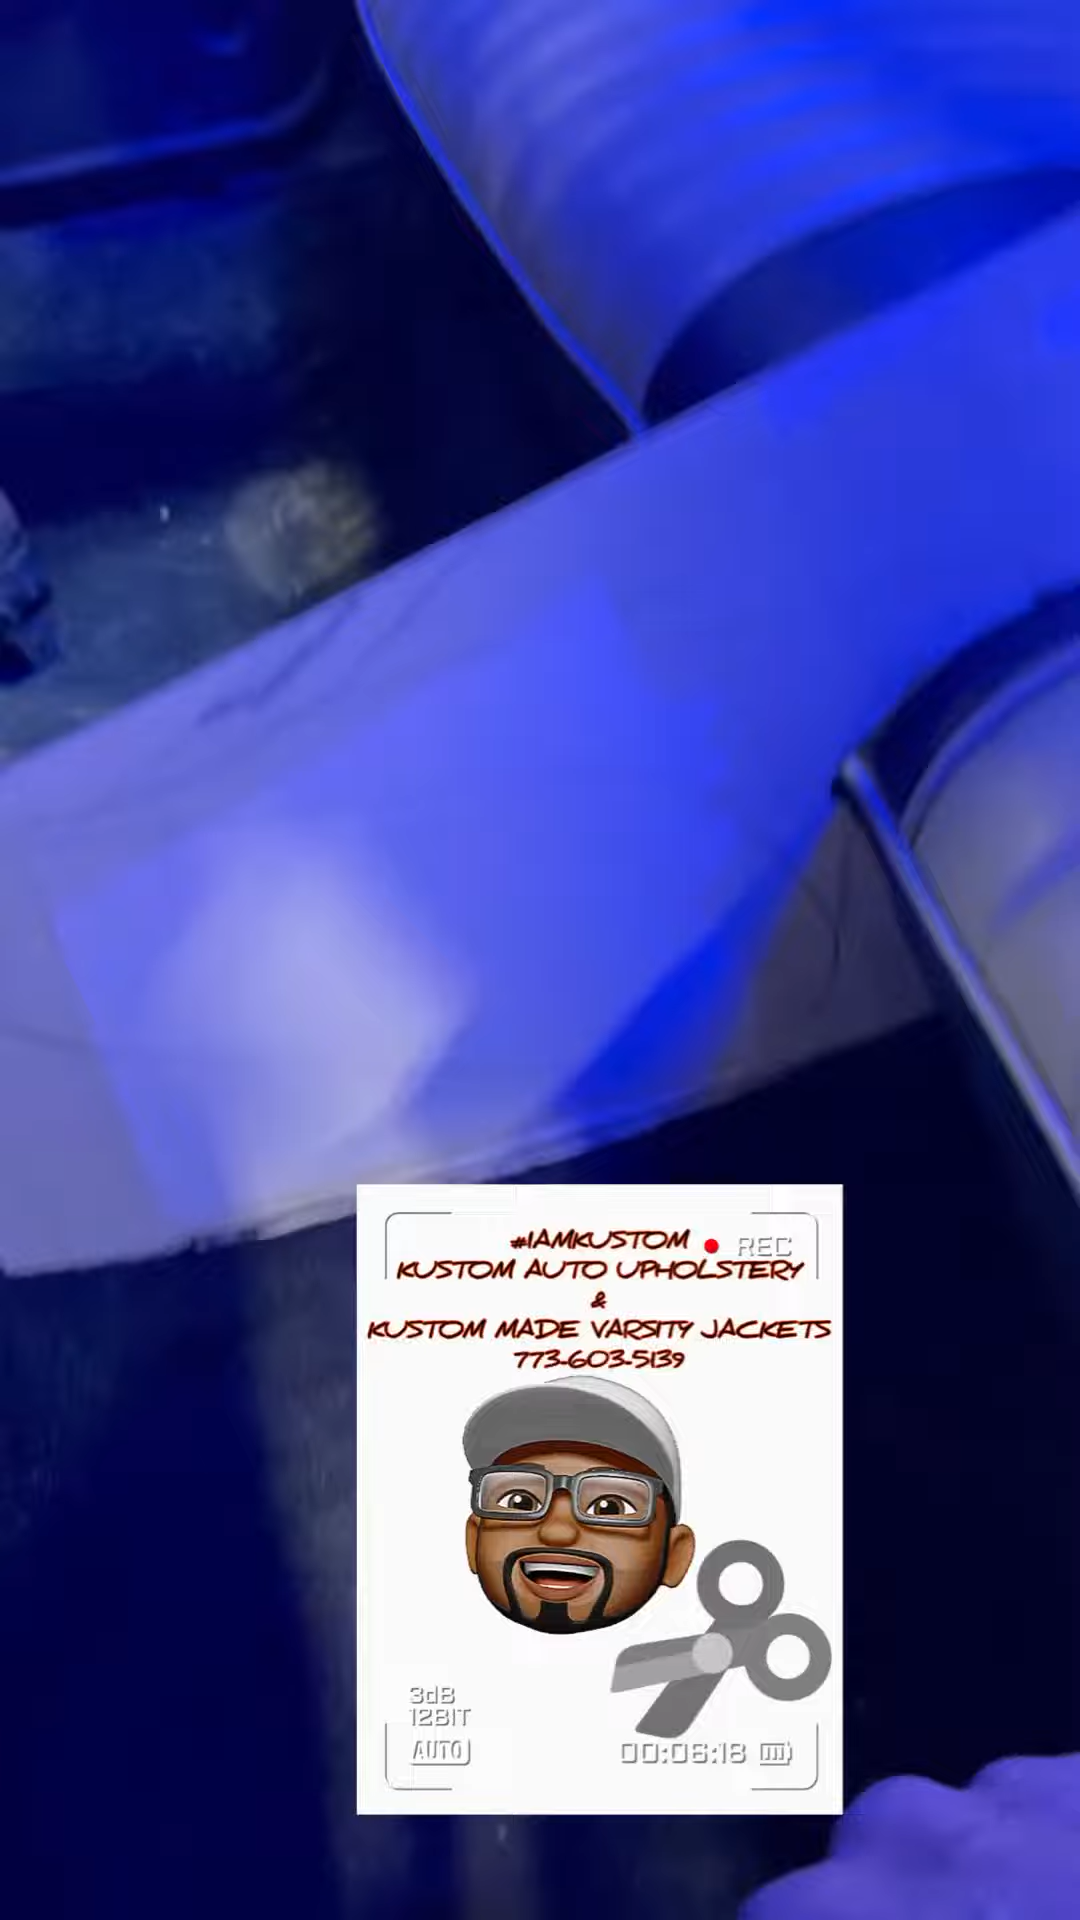 #IAMKUSTOM
REC
KUSTOM AUTO UPHOLSTERY
&
KUSTOM MADE VARSITY JACKETS
773-603-5139
3dB
12BIT
AUTO
00:06:18